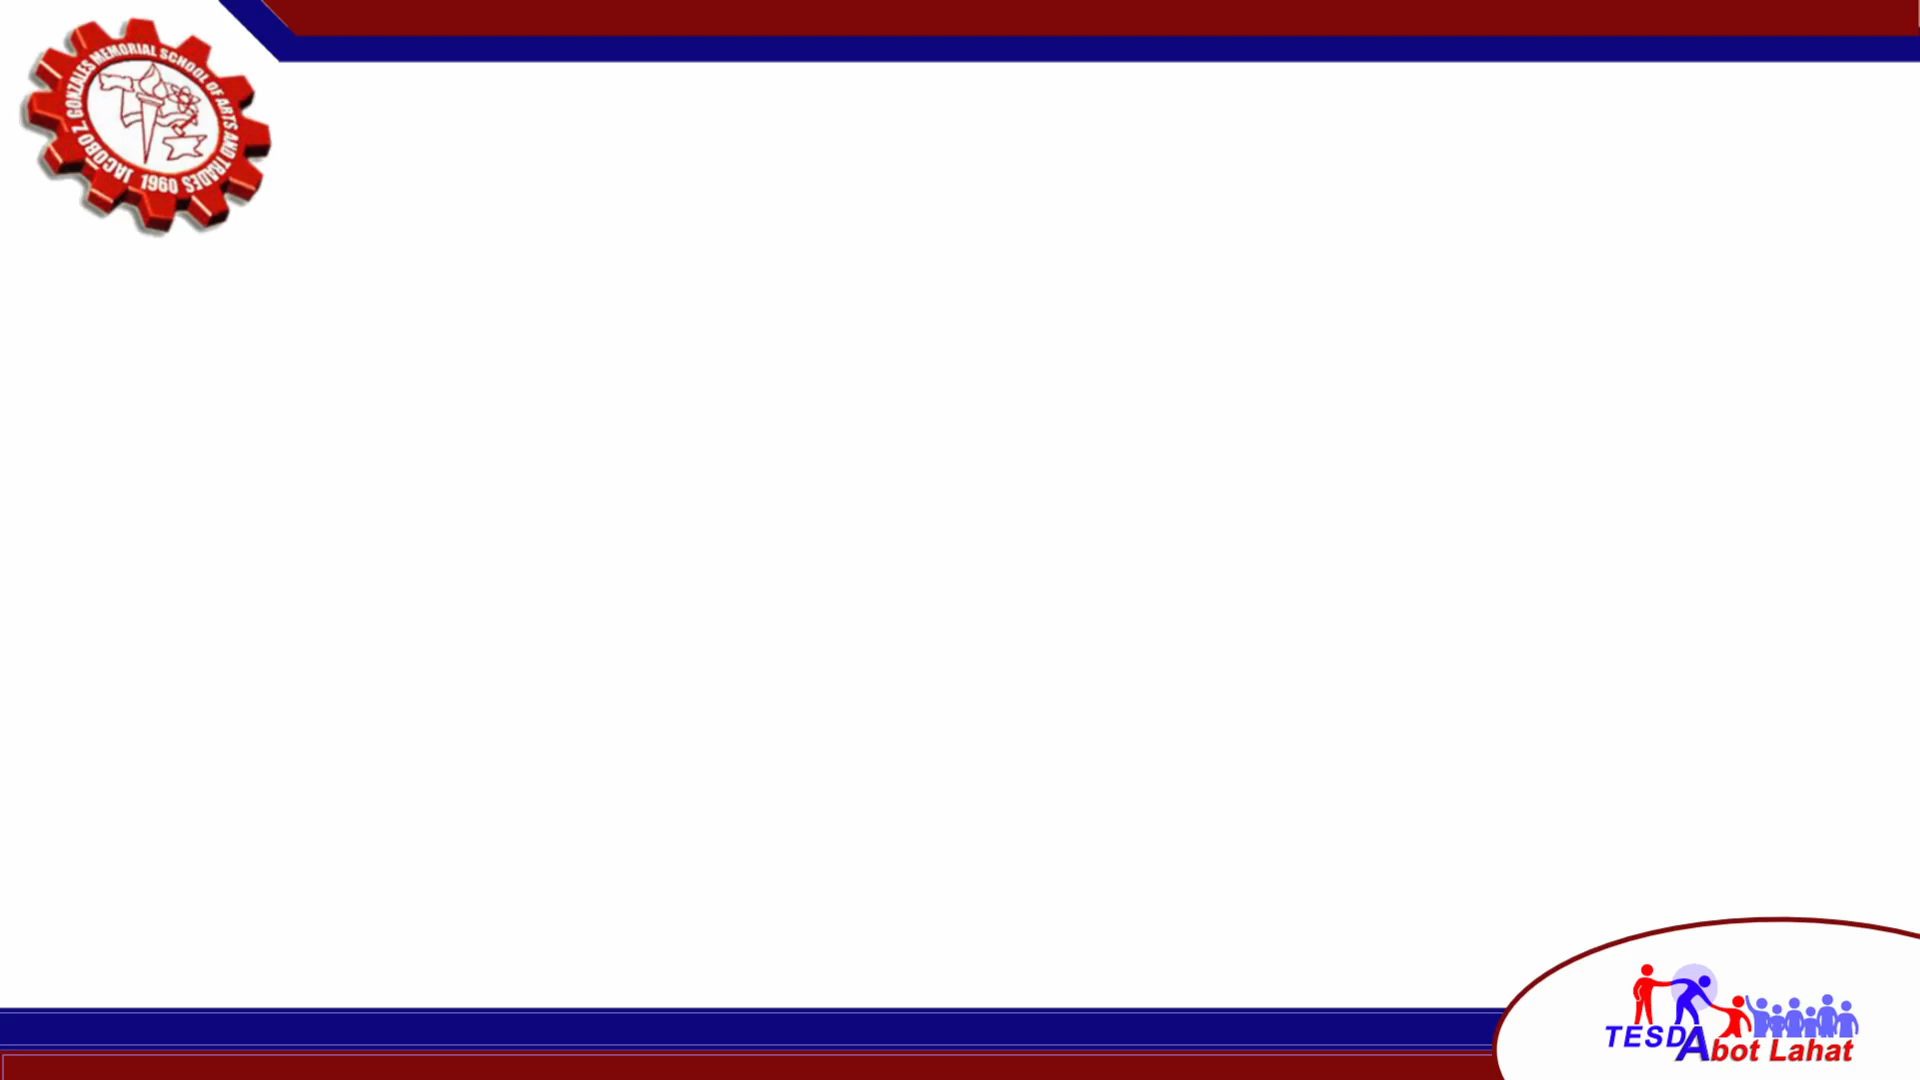 JACOBO Z. GONZALES MEMORIAL SCHOOL OF ARTS AND TRADES
1960
TESDA Abot Lahat